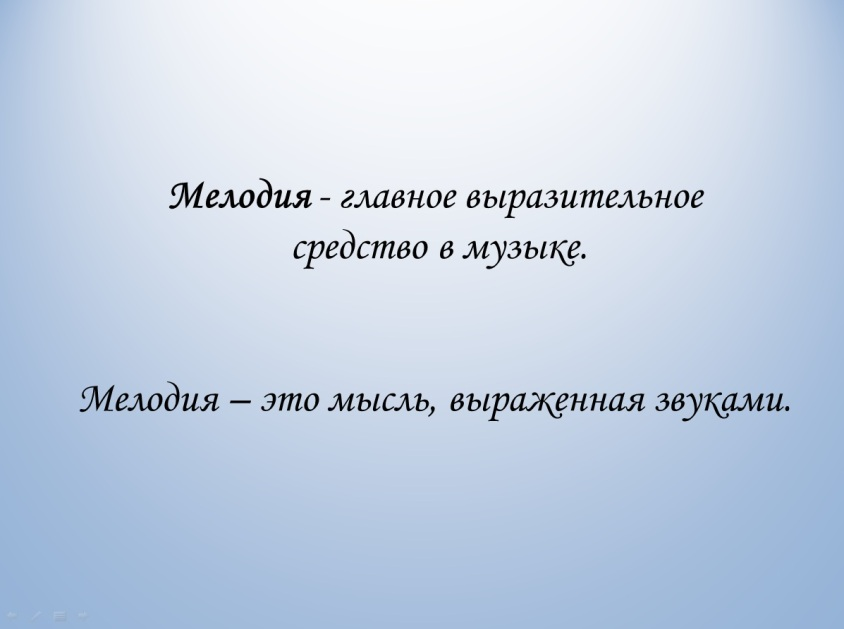 Мелодия - главное выразительное
средство в музыке.
Мелодия – это мысль, выраженная звуками.